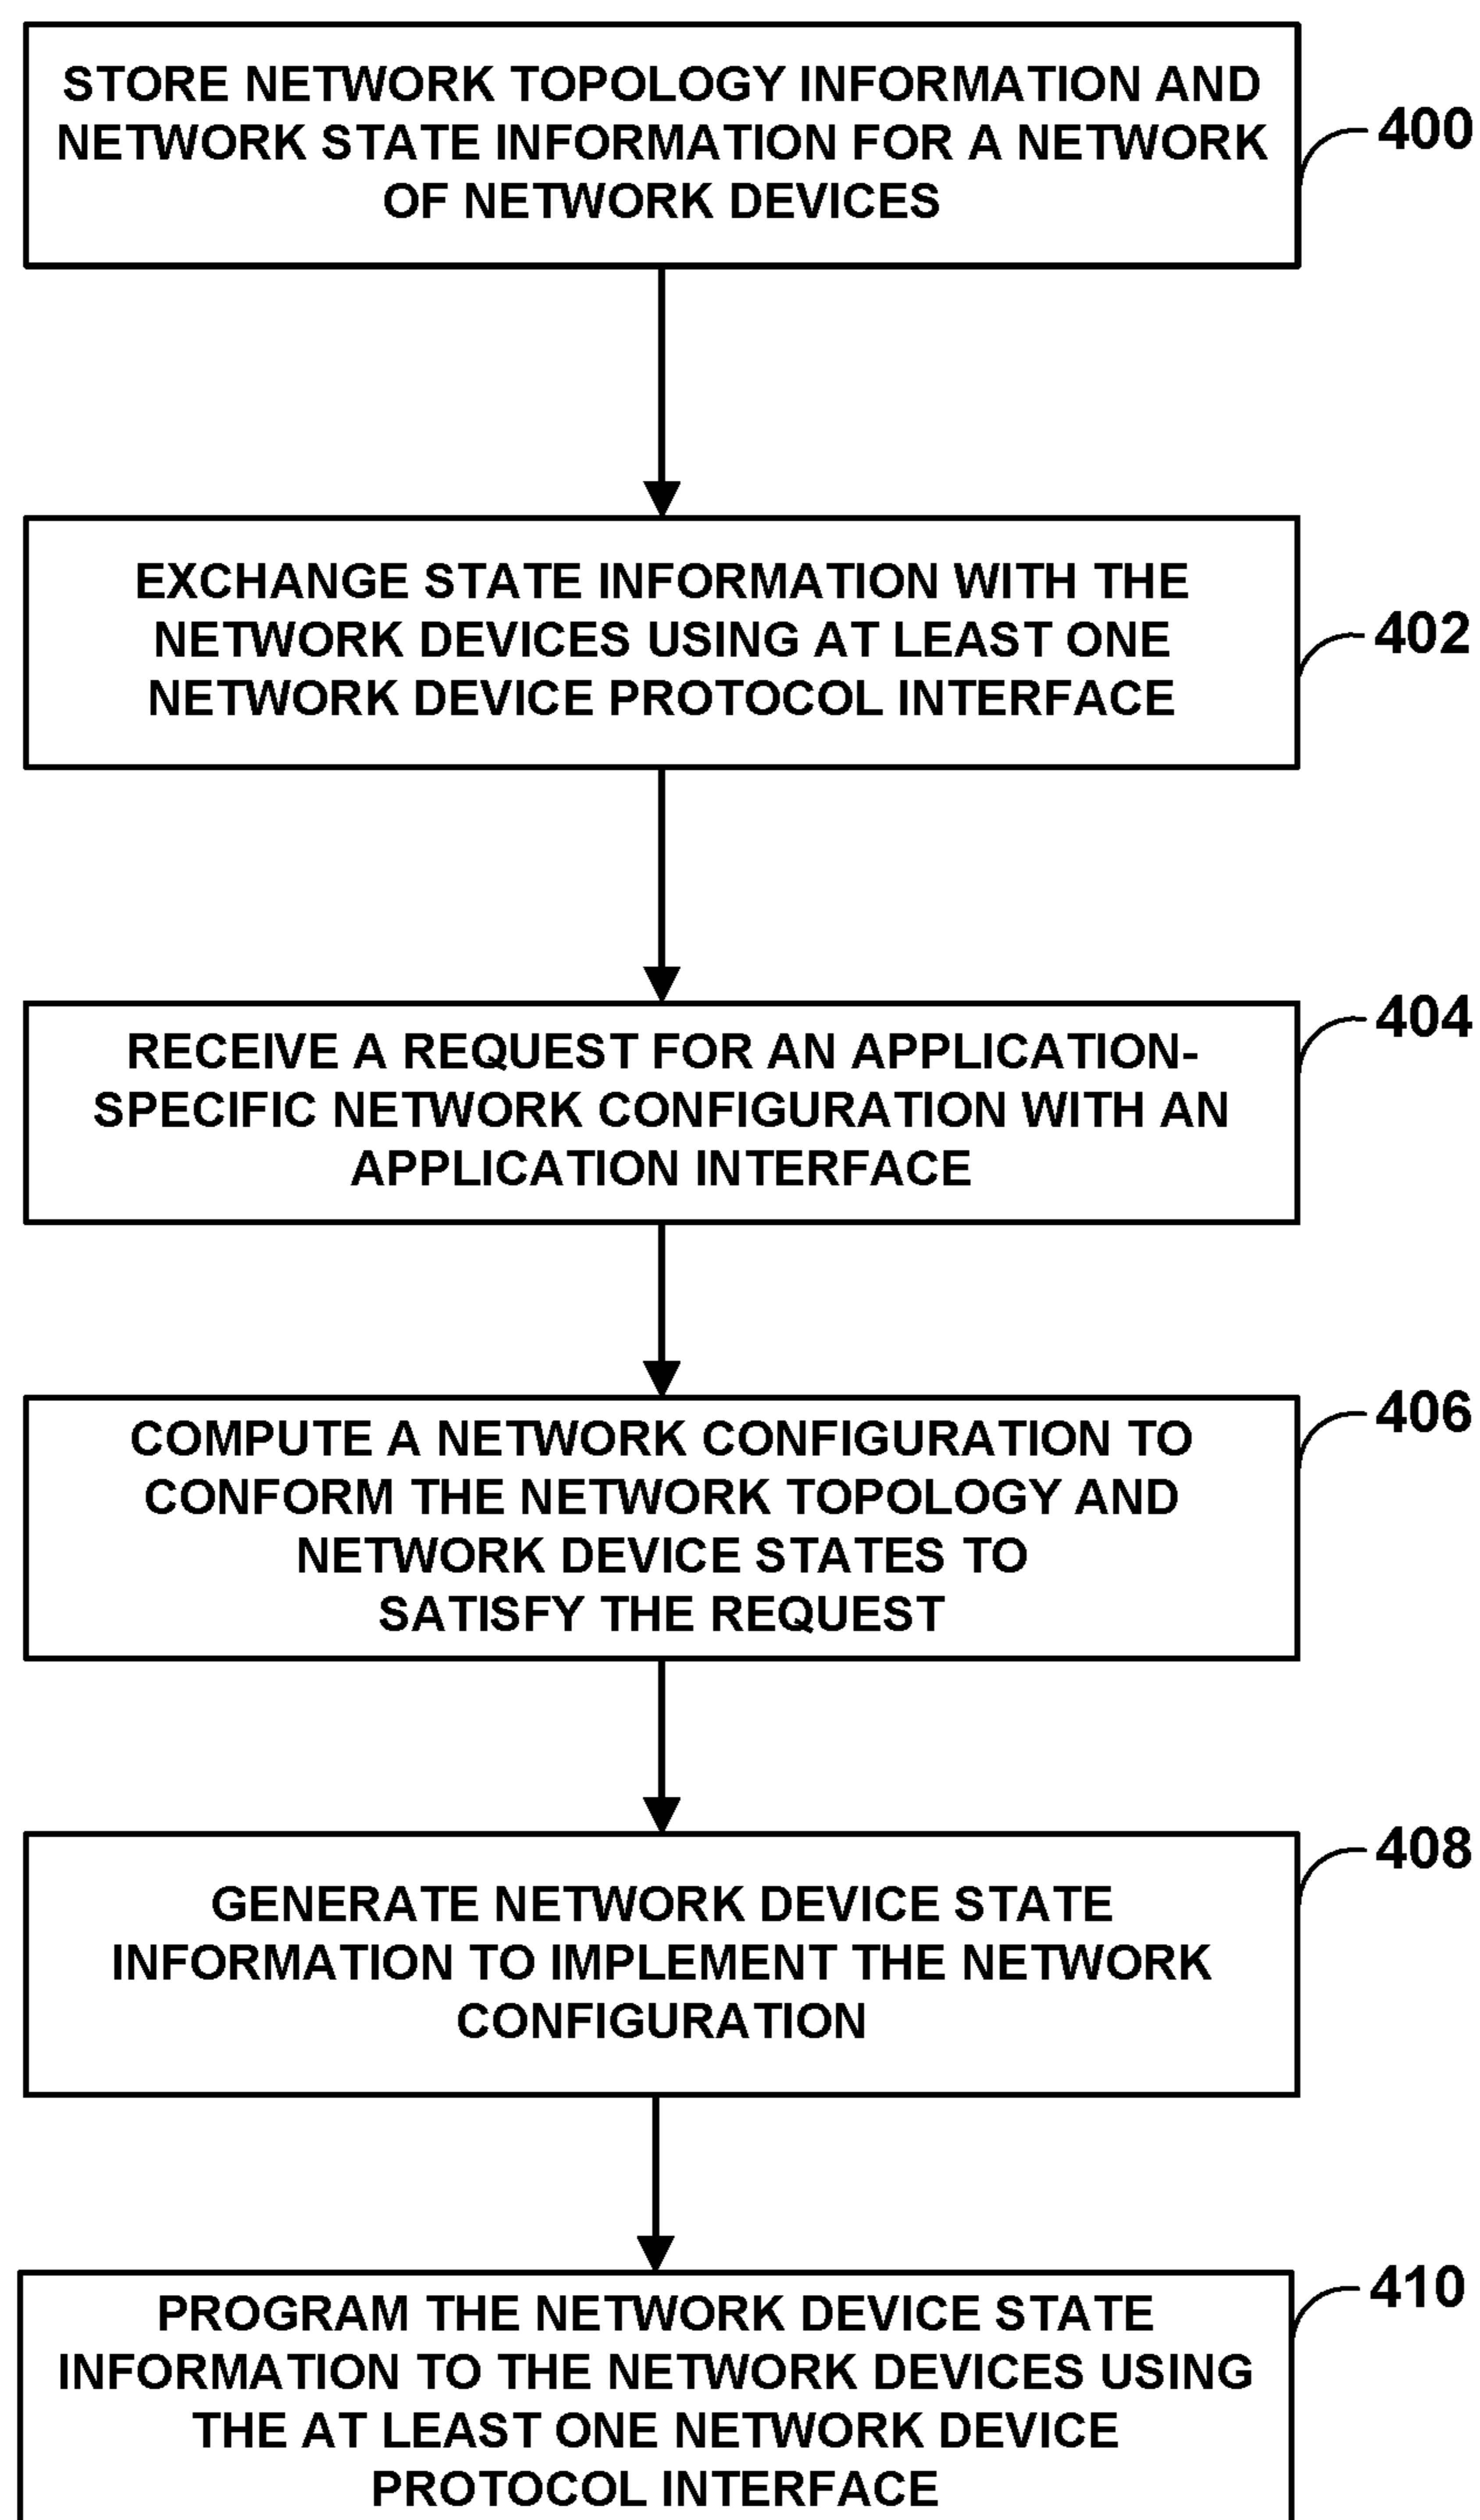 STORE NETWORK TOPOLOGY INFORMATION AND
NETWORK STATE INFORMATION FOR A NETWORK
OF NETWORK DEVICES
400
EXCHANGE STATE INFORMATION WITH THE
NETWORK DEVICES USING AT LEAST ONE
NETWORK DEVICE PROTOCOL INTERFACE
402
RECEIVE A REQUEST FOR AN APPLICATION-
SPECIFIC NETWORK CONFIGURATION WITH AN
APPLICATION INTERFACE
404
COMPUTE A NETWORK CONFIGURATION TO
CONFORM THE NETWORK TOPOLOGY AND
NETWORK DEVICE STATES TO
SATISFY THE REQUEST
406
GENERATE NETWORK DEVICE STATE
INFORMATION TO IMPLEMENT THE NETWORK
CONFIGURATION
408
PROGRAM THE NETWORK DEVICE STATE
INFORMATION TO THE NETWORK DEVICES USING
THE AT LEAST ONE NETWORK DEVICE
PROTOCOL INTERFACE
410